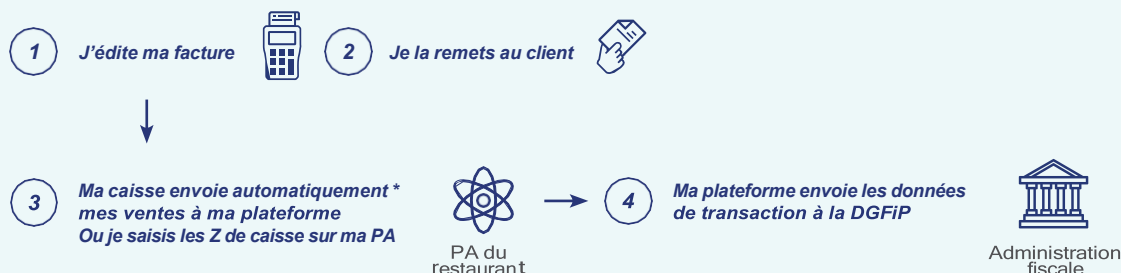 1 J'édite ma facture 2 Je la remets au client
3 Ma caisse envoie automatiquement *
mes ventes à ma plateforme
Ou je saisis les Z de caisse sur ma PA
PA du
restaurant
4 Ma plateforme envoie les données
de transaction à la DGFiP
Administration
fiscale